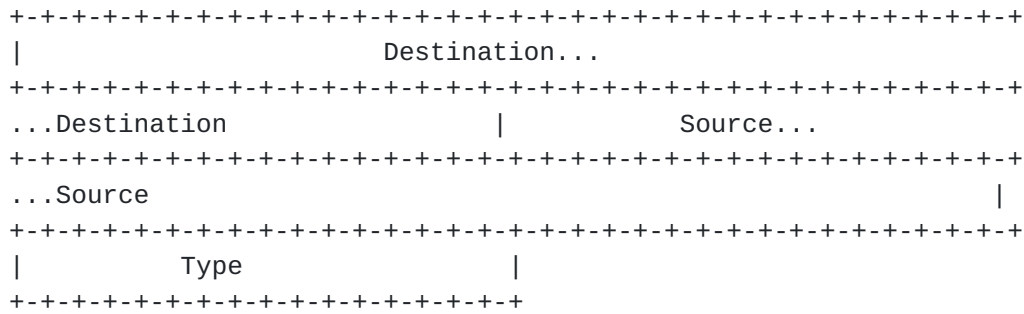 +-+-+-+-+-+-+-+-+-+-+-+-+-+-+-+-+-+-+-+-+-+-+-+-+-+-+-+-+-+-+-+-+
|                       Destination...
+-+-+-+-+-+-+-+-+-+-+-+-+-+-+-+-+-+-+-+-+-+-+-+-+-+-+-+-+-+-+-+-+
...Destination                 |           Source...
+-+-+-+-+-+-+-+-+-+-+-+-+-+-+-+-+-+-+-+-+-+-+-+-+-+-+-+-+-+-+-+-+
...Source                                                      |
+-+-+-+-+-+-+-+-+-+-+-+-+-+-+-+-+-+-+-+-+-+-+-+-+-+-+-+-+-+-+-+-+
|          Type                 |
+-+-+-+-+-+-+-+-+-+-+-+-+-+-+-+-+